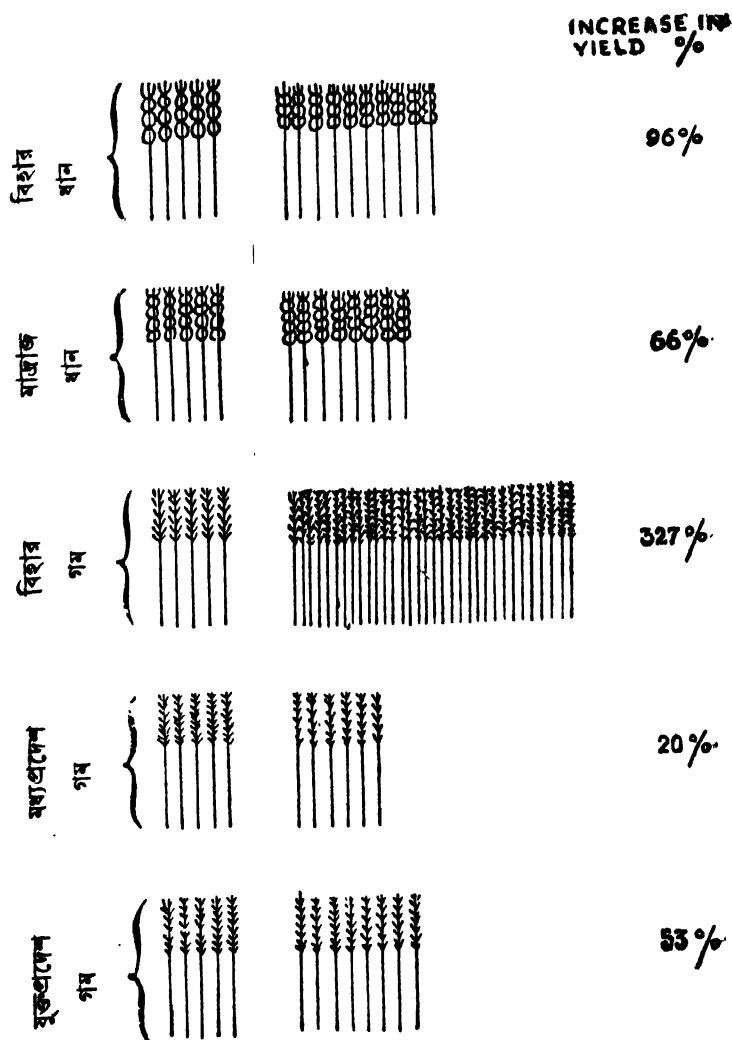 INCREASE IN
YIELD %
বিহার
ধান
96%
মাদ্রাজ
ধান
66%
বিহার
গম
327%
মধ্যপ্রদেশ
গম
20%
যুক্তপ্রদেশ
গম
53%